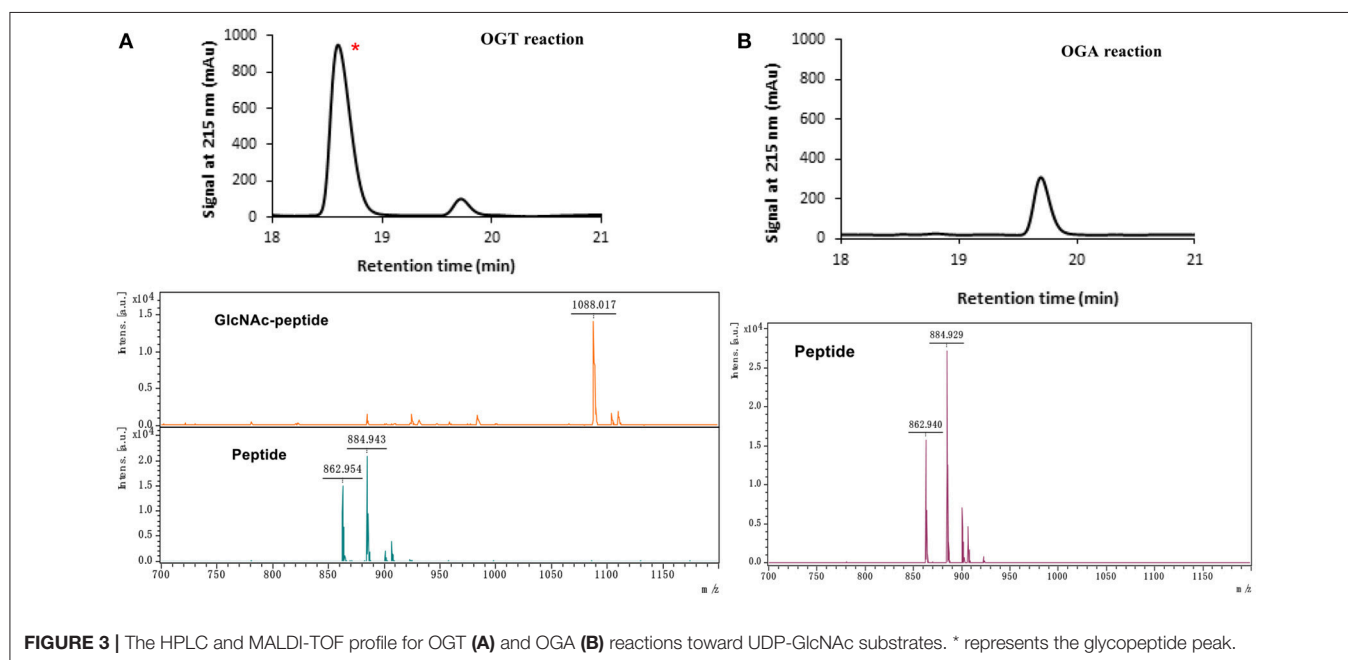 A
OGT reaction
*
Signal at 215 nm (mAu)
1000
800
600
400
200
0
18 19 20 21
Retention time (min)
B
OGA reaction
Signal at 215 nm (mAu)
1000
800
600
400
200
0
18 19 20 21
Retention time (min)
Intens. [a.u.]
x10⁴
GlcNAc-peptide
1088.017
1.5
1.0
0.5
0.0
Intens. [a.u.]
x10⁴
Peptide
884.943
862.954
2.0
1.5
1.0
0.5
0.0
700 750 800 850 900 950 1000 1050 1100 1150
m/z
Intens. [a.u.]
x10⁴
Peptide
884.929
862.940
2.5
2.0
1.5
1.0
0.5
0.0
700 750 800 850 900 950 1000 1050 1100 1150
m/z
FIGURE 3 | The HPLC and MALDI-TOF profile for OGT (A) and OGA (B) reactions toward UDP-GlcNAc substrates. * represents the glycopeptide peak.